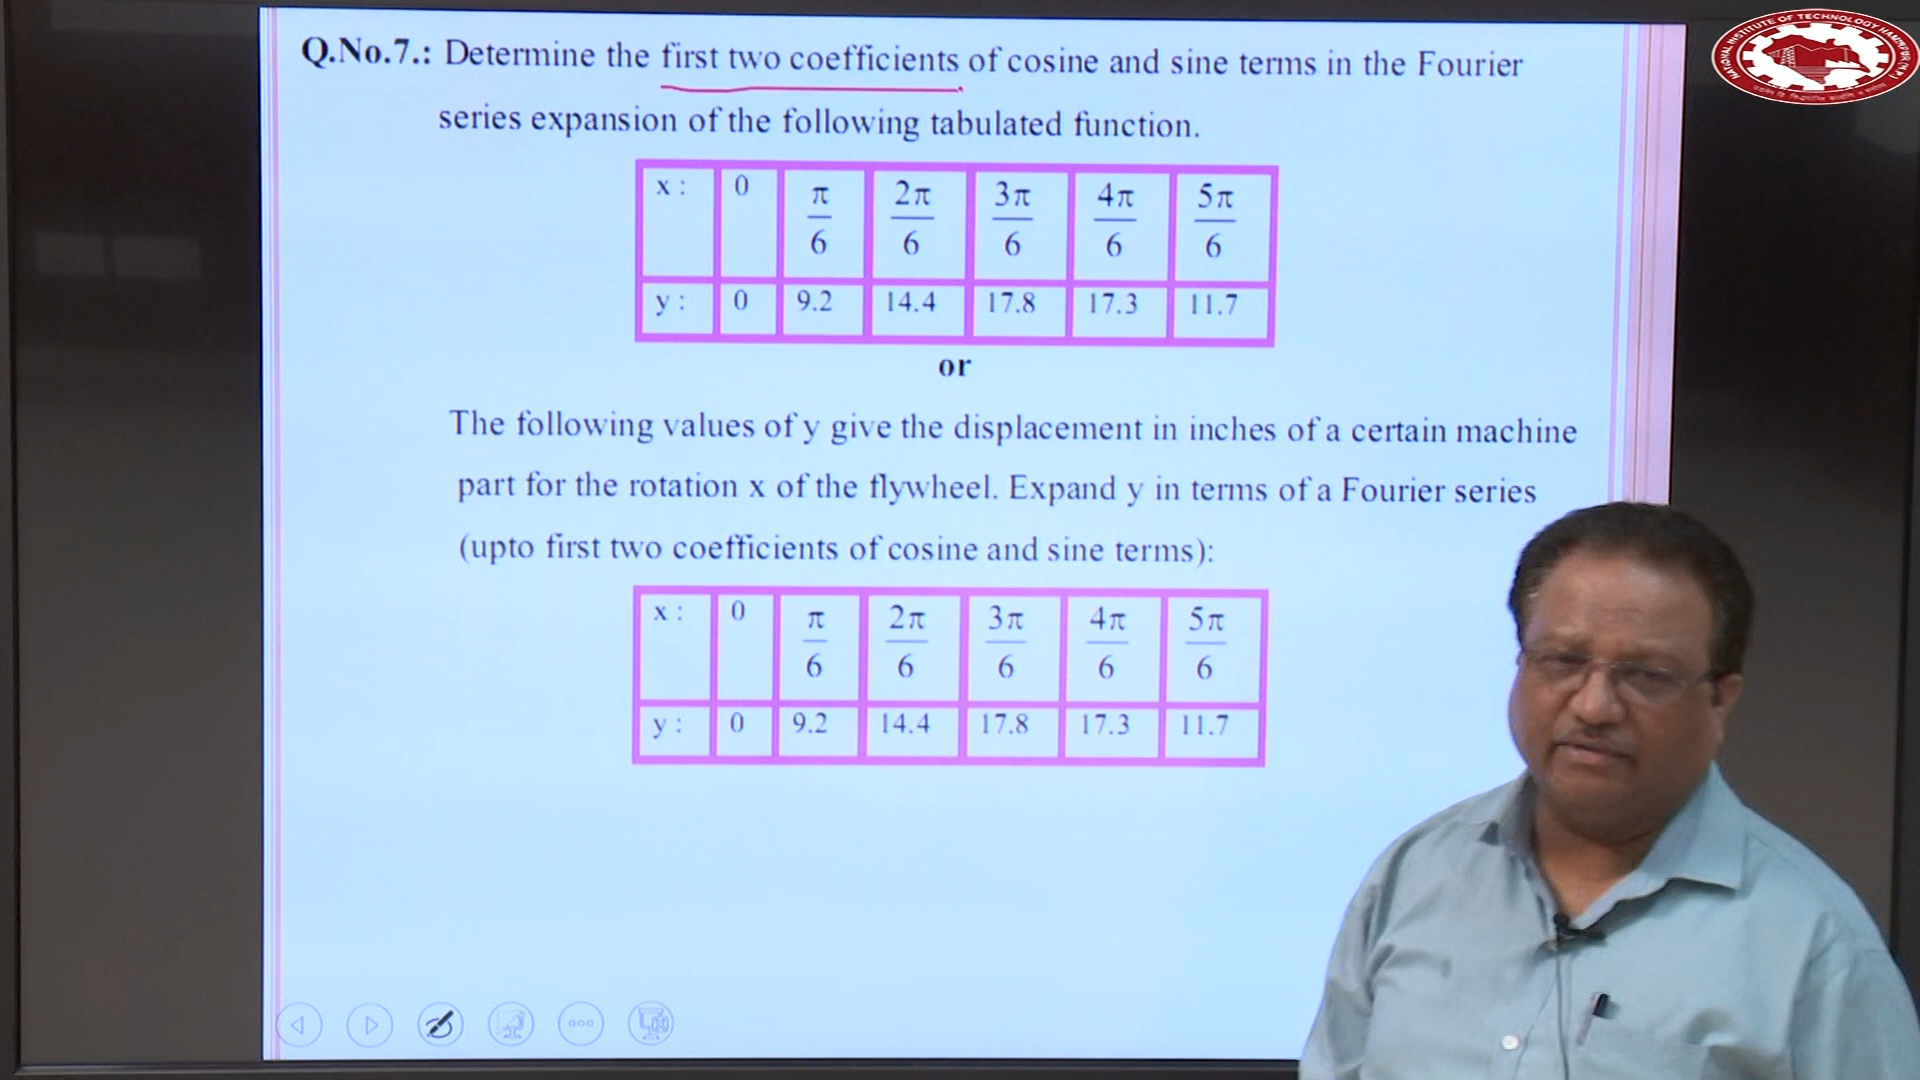 Q.No.7.: Determine the first two coefficients of cosine and sine terms in the Fourier
series expansion of the following tabulated function.
x : 0 π/6 2π/6 3π/6 4π/6 5π/6
y : 0 9.2 14.4 17.8 17.3 11.7
or
The following values of y give the displacement in inches of a certain machine
part for the rotation x of the flywheel. Expand y in terms of a Fourier series
(upto first two coefficients of cosine and sine terms):
x : 0 π/6 2π/6 3π/6 4π/6 5π/6
y : 0 9.2 14.4 17.8 17.3 11.7
NATIONAL INSTITUTE OF TECHNOLOGY HAMIRPUR (H.P.)